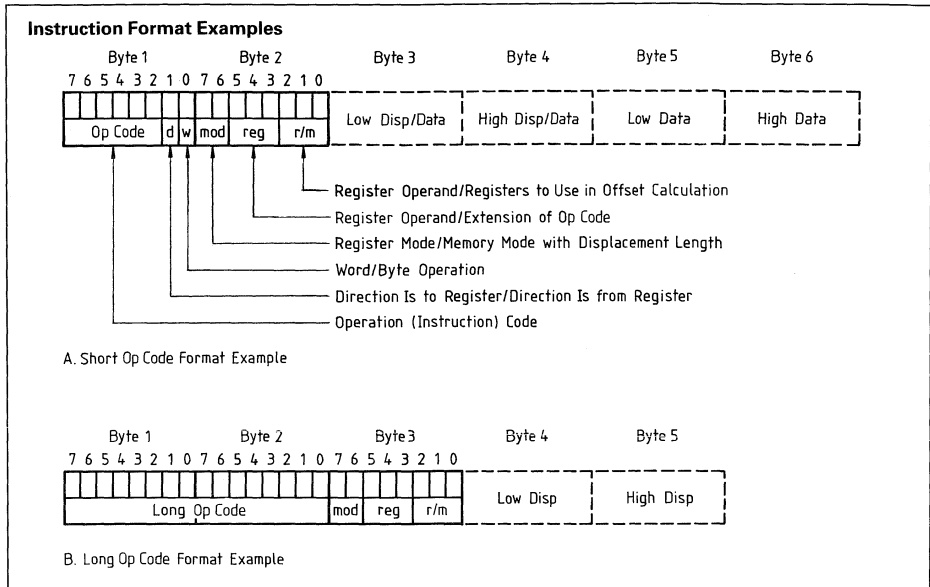 Instruction Format Examples
Byte 1 Byte 2 Byte 3 Byte 4 Byte 5 Byte 6
7 6 5 4 3 2 1 0 7 6 5 4 3 2 1 0
Low Disp/Data High Disp/Data Low Data High Data
Op Code d w mod reg r/m
Register Operand/Registers to Use in Offset Calculation
Register Operand/Extension of Op Code
Register Mode/Memory Mode with Displacement Length
Word/Byte Operation
Direction Is to Register/Direction Is from Register
Operation (Instruction) Code
A. Short Op Code Format Example
Byte 1 Byte 2 Byte 3 Byte 4 Byte 5
7 6 5 4 3 2 1 0 7 6 5 4 3 2 1 0 7 6 5 4 3 2 1 0
Low Disp High Disp
Long Op Code mod reg r/m
B. Long Op Code Format Example